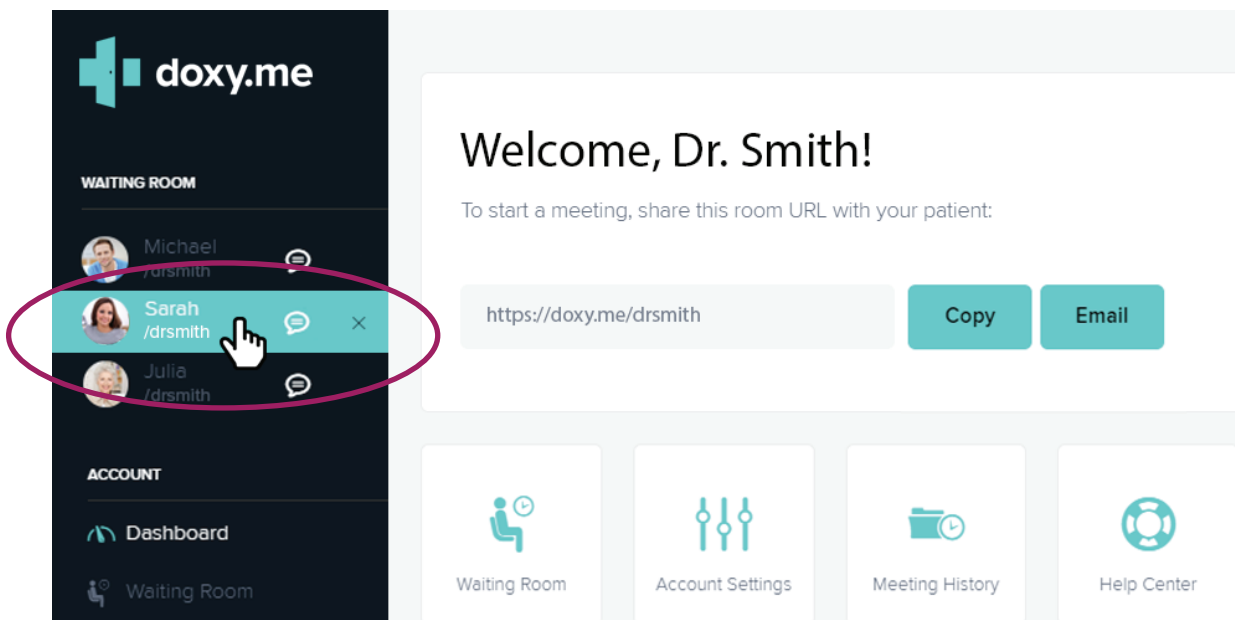 doxy.me
WAITING ROOM
Michael
/drsmith
Sarah
/drsmith
Julia
/drsmith
ACCOUNT
Dashboard
Waiting Room
Welcome, Dr. Smith!
To start a meeting, share this room URL with your patient:
https://doxy.me/drsmith
Copy
Email
Waiting Room
Account Settings
Meeting History
Help Center